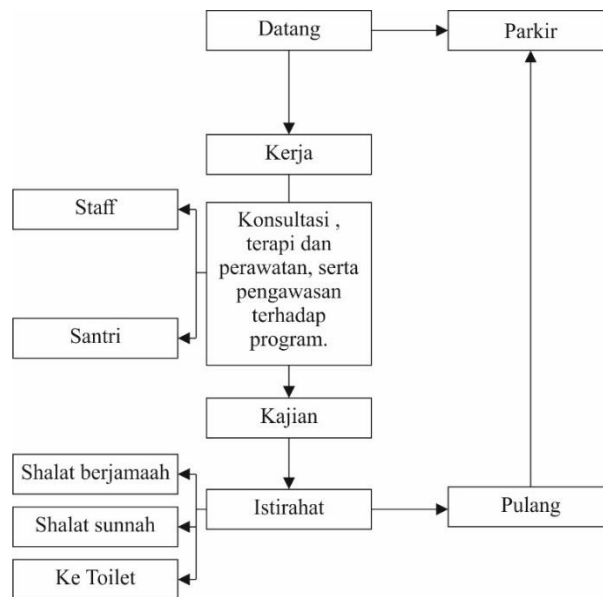 Datang
Parkir
Kerja
Staff
Konsultasi ,
terapi dan
perawatan, serta
pengawasan
terhadap
program.
Santri
Kajian
Shalat berjamaah
Istirahat
Pulang
Shalat sunnah
Ke Toilet